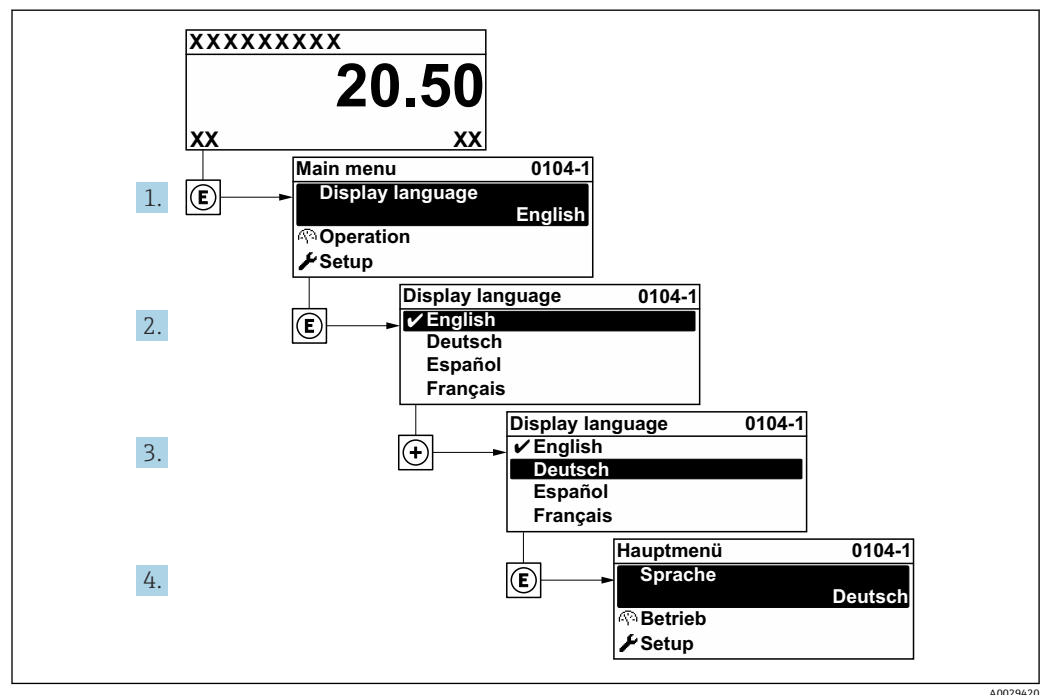 XXXXXXXXX
20.50
XX XX
1.
E
Main menu 0104-1
Display language
English
Operation
Setup
2.
E
Display language 0104-1
✔English
Deutsch
Español
Français
3.
+
Display language 0104-1
✔English
Deutsch
Español
Français
4.
E
Hauptmenü 0104-1
Sprache
Deutsch
Betrieb
Setup
A0029420